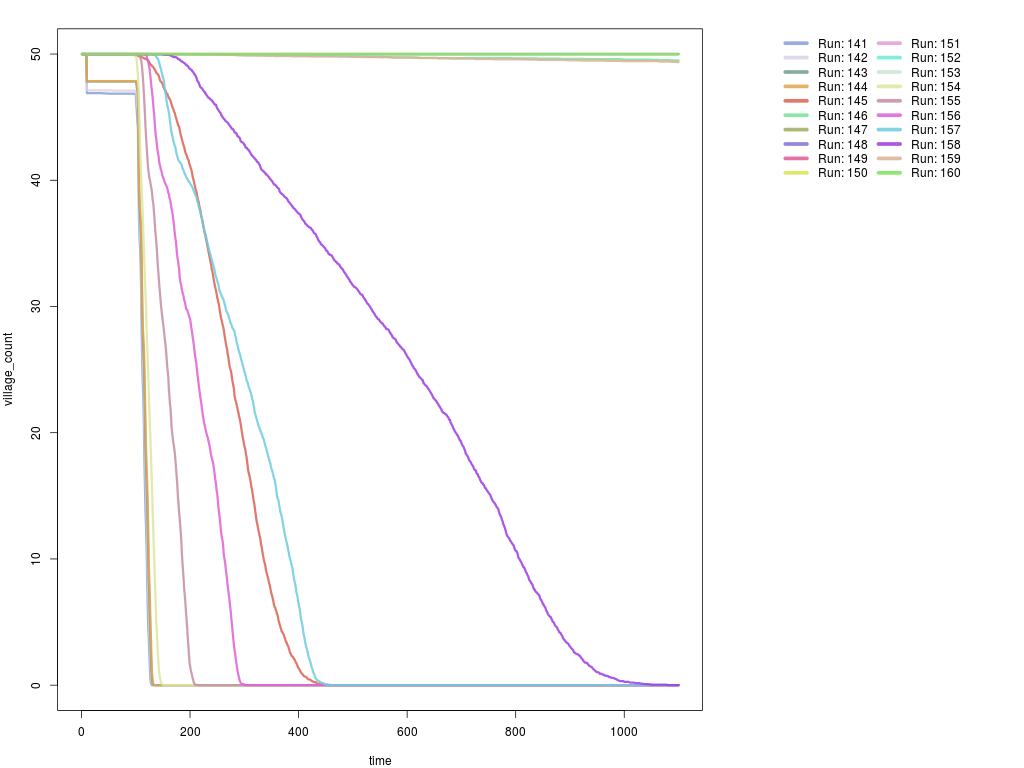 50
40
30
20
10
0
village_count
0 200 400 600 800 1000
time
Run: 141 Run: 151
Run: 142 Run: 152
Run: 143 Run: 153
Run: 144 Run: 154
Run: 145 Run: 155
Run: 146 Run: 156
Run: 147 Run: 157
Run: 148 Run: 158
Run: 149 Run: 159
Run: 150 Run: 160